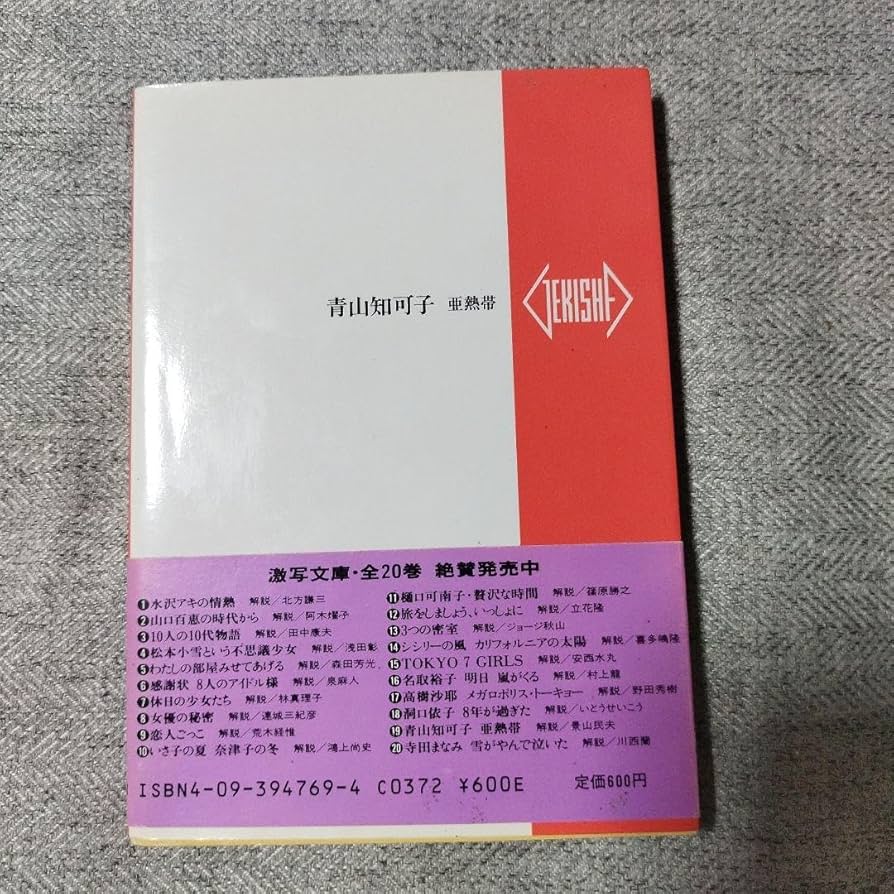 青山知可子 亜熱帯
GEKISHA
激写文庫・全20巻 絶賛発売中
❶水沢アキの情熱 解説/北方謙三
❷山口百恵の時代から 解説/阿木燿子
❸10人の10代物語 解説/田中康夫
❹松本小雪という不思議少女 解説/浅田彰
❺わたしの部屋みせてあげる 解説/森田芳光
❻感謝状 8人のアイドル様 解説/泉麻人
❼休日の少女たち 解説/林真理子
❽女優の秘密 解説/連城三紀彦
❾恋人ごっこ 解説/荒木経惟
❿いさ子の夏 奈津子の冬 解説/鴻上尚史
⓫樋口可南子・贅沢な時間 解説/篠原勝之
⓬旅をしましょう、いっしょに 解説/立花隆
⓭3つの密室 解説/ジョージ秋山
⓮シシリーの風 カリフォルニアの太陽 解説/喜多嶋隆
⓯TOKYO 7 GIRLS 解説/安西水丸
⓰名取裕子 明日 嵐がくる 解説/村上龍
⓱高樹沙耶 メガロポリス・トーキョー 解説/野田秀樹
⓲洞口依子 8年が過ぎた 解説/いとうせいこう
⓳青山知可子 亜熱帯 解説/景山民夫
⓴寺田まなみ 雪がやんで泣いた 解説/川西蘭
ISBN4-09-394769-4 C0372 ¥600E 定価600円